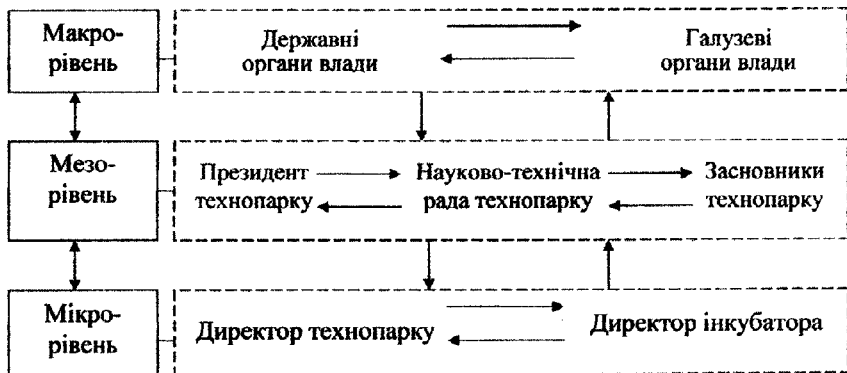 Макро-
рівень
Державні
органи влади
Галузеві
органи влади
Мезо-
рівень
Президент
технопарку
Науково-технічна
рада технопарку
Засновники
технопарку
Мікро-
рівень
Директор технопарку
Директор інкубатора